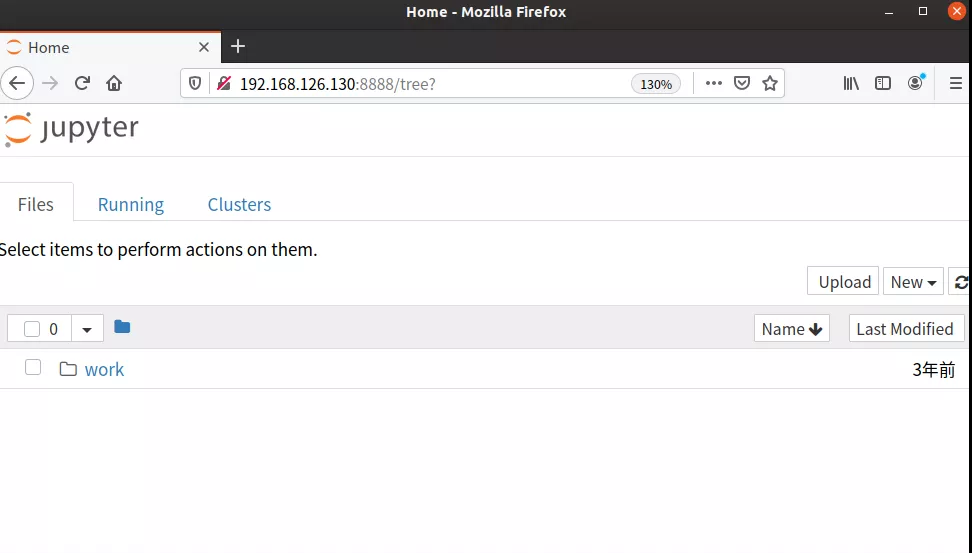 Home - Mozilla Firefox
Home
192.168.126.130:8888/tree?
130%
jupyter
Files
Running
Clusters
Select items to perform actions on them.
Upload
New
0
Name
Last Modified
work
3年前